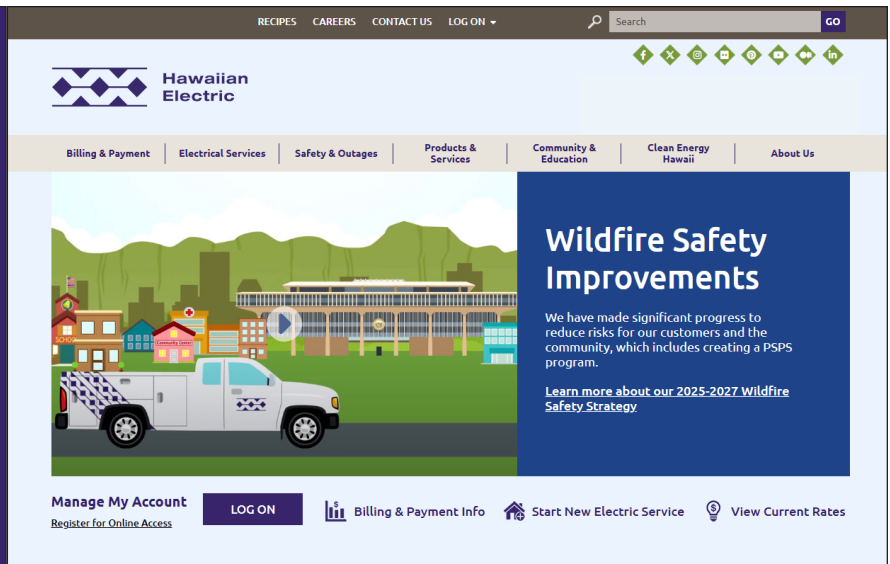 RECIPES CAREERS CONTACT US LOG ON
Search GO
Hawaiian
Electric
Billing & Payment Electrical Services Safety & Outages Products & Services Community & Education Clean Energy Hawaii About Us
SCHOOL
Community Center
Wildfire Safety
Improvements
We have made significant progress to
reduce risks for our customers and the
community, which includes creating a PSPS
program.
Learn more about our 2025-2027 Wildfire
Safety Strategy
Manage My Account
Register for Online Access
LOG ON
Billing & Payment Info
Start New Electric Service
View Current Rates